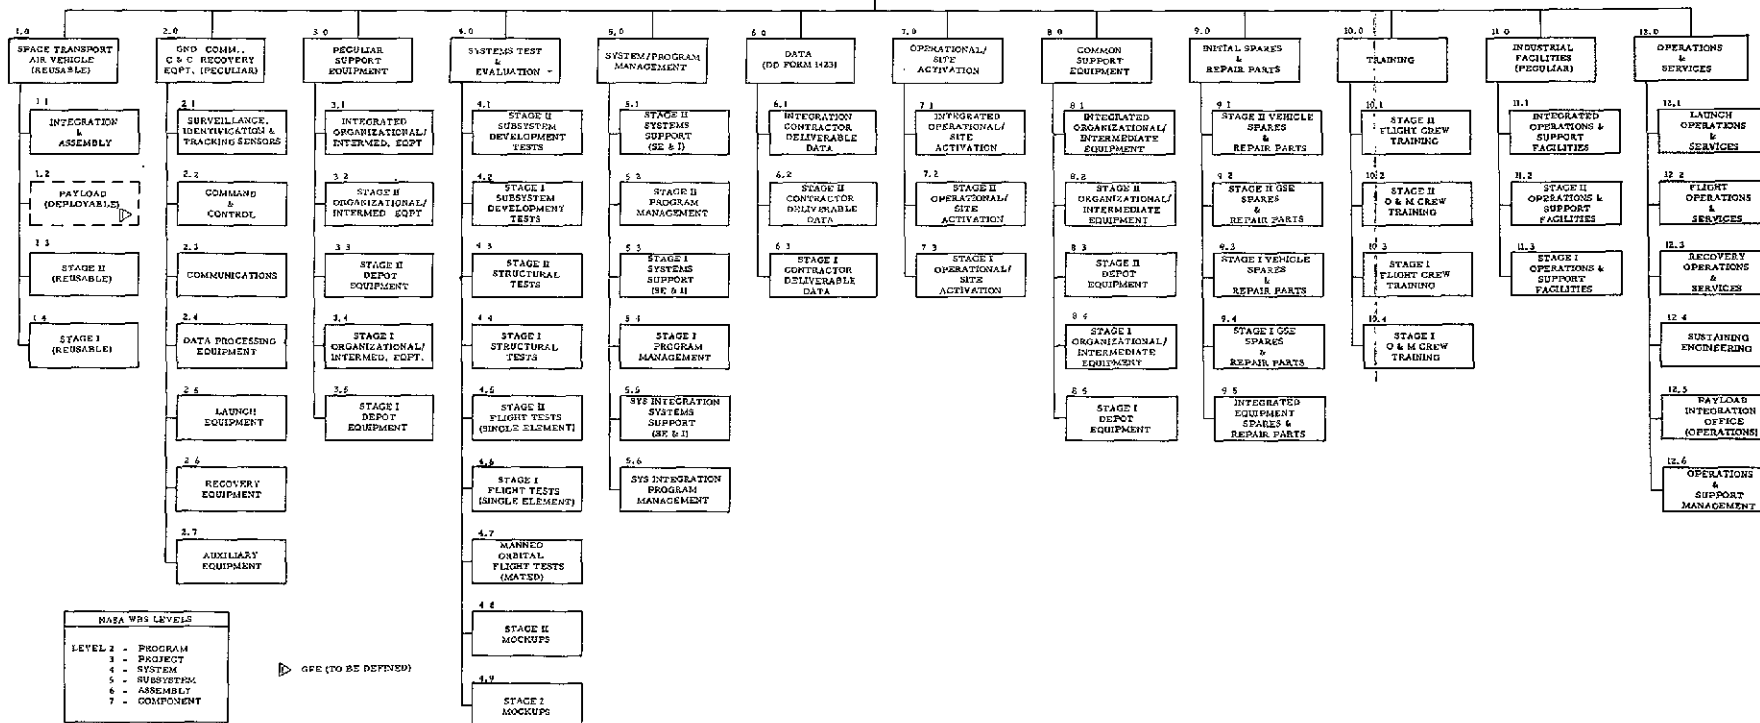 1.0
SPACE TRANSPORT
AIR VEHICLE
(REUSABLE)
1.1
INTEGRATION
&
ASSEMBLY
1.2
PAYLOAD
(DEPLOYABLE)
1.3
STAGE II
(REUSABLE)
1.4
STAGE I
(REUSABLE)
2.0
GND COMM.,
C & C RECOVERY
EQPT. (PECULIAR)
2.1
SURVEILLANCE,
IDENTIFICATION &
TRACKING SENSORS
2.2
COMMAND
&
CONTROL
2.3
COMMUNICATIONS
2.4
DATA PROCESSING
EQUIPMENT
2.5
LAUNCH
EQUIPMENT
2.6
RECOVERY
EQUIPMENT
2.7
AUXILIARY
EQUIPMENT
3.0
PECULIAR
SUPPORT
EQUIPMENT
3.1
INTEGRATED
ORGANIZATIONAL/
INTERMED. EQPT
3.2
STAGE II
ORGANIZATIONAL/
INTERMED EQPT
3.3
STAGE II
DEPOT
EQUIPMENT
3.4
STAGE I
ORGANIZATIONAL/
INTERMED. EQPT.
3.5
STAGE I
DEPOT
EQUIPMENT
4.0
SYSTEMS TEST
&
EVALUATION
4.1
STAGE II
SUBSYSTEM
DEVELOPMENT
TESTS
4.2
STAGE I
SUBSYSTEM
DEVELOPMENT
TESTS
4.3
STAGE II
STRUCTURAL
TESTS
4.4
STAGE I
STRUCTURAL
TESTS
4.5
STAGE II
FLIGHT TESTS
(SINGLE ELEMENT)
4.6
STAGE I
FLIGHT TESTS
(SINGLE ELEMENT)
4.7
MANNED
ORBITAL
FLIGHT TESTS
(MATED)
4.8
STAGE II
MOCKUPS
4.9
STAGE I
MOCKUPS
5.0
SYSTEM/PROGRAM
MANAGEMENT
5.1
STAGE II
SYSTEMS
SUPPORT
(SE & I)
5.2
STAGE II
PROGRAM
MANAGEMENT
5.3
STAGE I
SYSTEMS
SUPPORT
(SE & I)
5.4
STAGE I
PROGRAM
MANAGEMENT
5.5
SYS INTEGRATION
SYSTEMS
SUPPORT
(SE & I)
5.6
SYS INTEGRATION
PROGRAM
MANAGEMENT
6.0
DATA
(DD FORM 1423)
6.1
INTEGRATION
CONTRACTOR
DELIVERABLE
DATA
6.2
STAGE II
CONTRACTOR
DELIVERABLE
DATA
6.3
STAGE I
CONTRACTOR
DELIVERABLE
DATA
7.0
OPERATIONAL/
SITE
ACTIVATION
7.1
INTEGRATED
OPERATIONAL/
SITE
ACTIVATION
7.2
STAGE II
OPERATIONAL/
SITE
ACTIVATION
7.3
STAGE I
OPERATIONAL/
SITE
ACTIVATION
8.0
COMMON
SUPPORT
EQUIPMENT
8.1
INTEGRATED
ORGANIZATIONAL/
INTERMEDIATE
EQUIPMENT
8.2
STAGE II
ORGANIZATIONAL/
INTERMEDIATE
EQUIPMENT
8.3
STAGE II
DEPOT
EQUIPMENT
8.4
STAGE I
ORGANIZATIONAL/
INTERMEDIATE
EQUIPMENT
8.5
STAGE I
DEPOT
EQUIPMENT
9.0
INITIAL SPARES
&
REPAIR PARTS
9.1
STAGE II VEHICLE
SPARES
&
REPAIR PARTS
9.2
STAGE II GSE
SPARES
&
REPAIR PARTS
9.3
STAGE I VEHICLE
SPARES
&
REPAIR PARTS
9.4
STAGE I GSE
SPARES
&
REPAIR PARTS
9.5
INTEGRATED
EQUIPMENT
SPARES &
REPAIR PARTS
10.0
TRAINING
10.1
STAGE II
FLIGHT CREW
TRAINING
10.2
STAGE II
O & M CREW
TRAINING
10.3
STAGE I
FLIGHT CREW
TRAINING
10.4
STAGE I
O & M CREW
TRAINING
11.0
INDUSTRIAL
FACILITIES
(PECULIAR)
11.1
INTEGRATED
OPERATIONS &
SUPPORT
FACILITIES
11.2
STAGE II
OPERATIONS &
SUPPORT
FACILITIES
11.3
STAGE I
OPERATIONS &
SUPPORT
FACILITIES
12.0
OPERATIONS
&
SERVICES
12.1
LAUNCH
OPERATIONS
&
SERVICES
12.2
FLIGHT
OPERATIONS
&
SERVICES
12.3
RECOVERY
OPERATIONS
&
SERVICES
12.4
SUSTAINING
ENGINEERING
12.5
PAYLOAD
INTEGRATION
OFFICE
(OPERATIONS)
12.6
OPERATIONS
&
SUPPORT
MANAGEMENT
NASA WBS LEVELS
LEVEL 2 - PROGRAM
3 - PROJECT
4 - SYSTEM
5 - SUBSYSTEM
6 - ASSEMBLY
7 - COMPONENT
GFE (TO BE DEFINED)